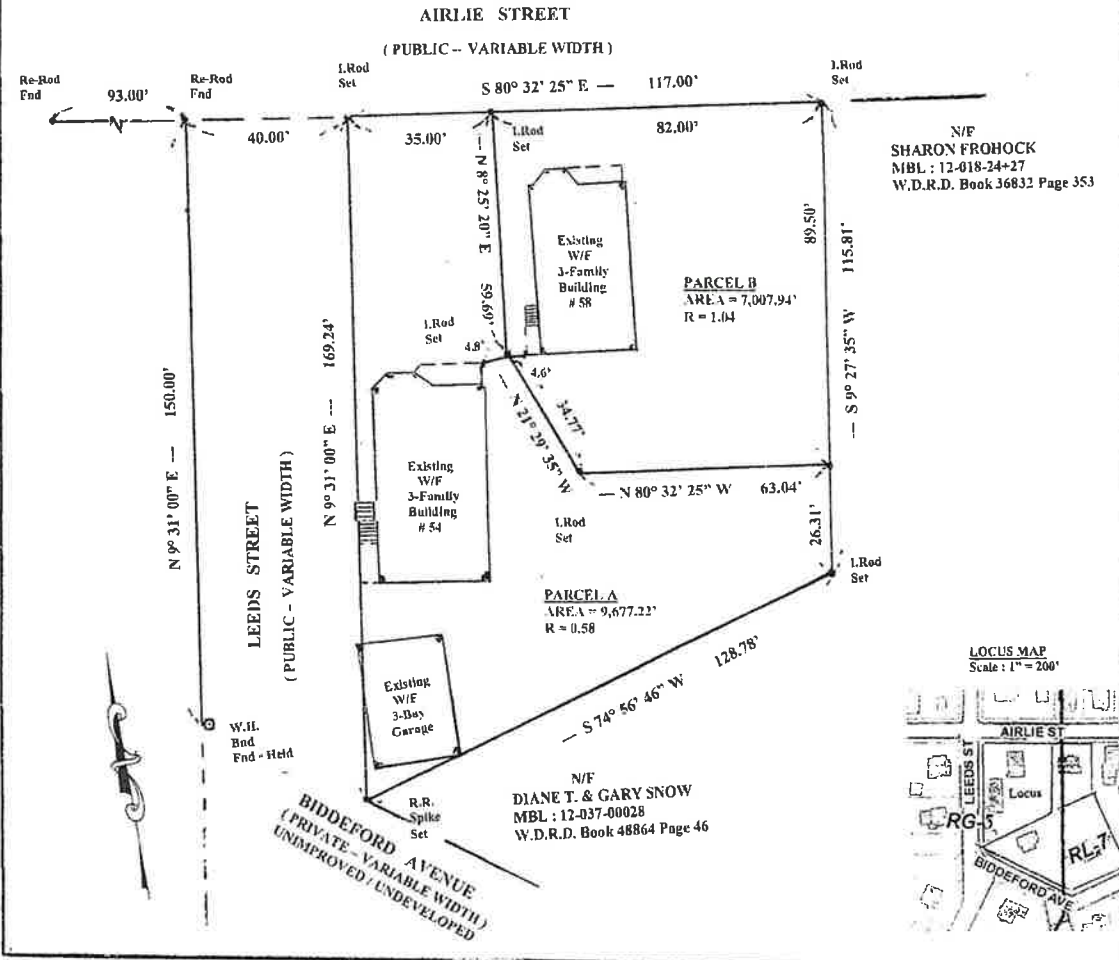 AIRLIE STREET
( PUBLIC -- VARIABLE WIDTH )
Re-Rod
Fnd
93.00'
Re-Rod
Fnd
40.00'
I.Rod
Set
S 80° 32' 25" E — 117.00'
35.00'
I.Rod
Set
82.00'
I.Rod
Set
N/F
SHARON FROHOCK
MBL : 12-018-24+27
W.D.R.D. Book 36832 Page 353
— N 8° 25' 20" E
59.69'
Existing
W/F
3-Family
Building
# 58
PARCEL B
AREA = 7,007.94'
R = 1.04
89.50'
115.81'
— S 9° 27' 35" W
I.Rod
Set
4.8'
4.6'
34.77'
— N 21° 29' 35" W
— N 80° 32' 25" W 63.04'
26.31'
I.Rod
Set
I.Rod
Set
N 9° 31' 00" E — 150.00'
LEEDS STREET
( PUBLIC - VARIABLE WIDTH )
N 9° 31' 00" E --- 169.24'
Existing
W/F
3-Family
Building
# 54
PARCEL A
AREA = 9,677.22'
R = 0.58
— S 74° 56' 46" W 128.78'
Existing
W/F
3-Bay
Garage
W.H.
Bnd
Fnd - Held
R.R.
Spike
Set
N/F
DIANE T. & GARY SNOW
MBL : 12-037-00028
W.D.R.D. Book 48864 Page 46
BIDDEFORD AVENUE
( PRIVATE - VARIABLE WIDTH )
UNIMPROVED / UNDEVELOPED
LOCUS MAP
Scale : 1" = 200'
AIRLIE ST
LEEDS ST
Locus
RG-5
RL-7
BIDDEFORD AVE